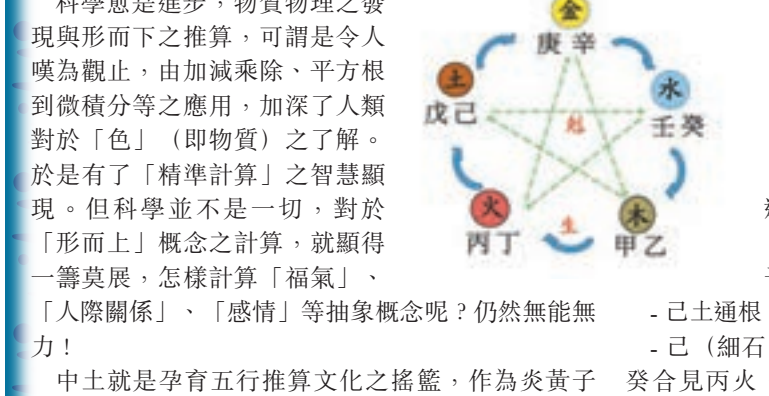 科學愈是進步，物質物理之發
現與形而下之推算，可謂是令人
嘆為觀止，由加減乘除、平方根
到微積分等之應用，加深了人類
對於「色」（即物質）之了解。
於是有了「精準計算」之智慧顯
現。但科學並不是一切，對於
「形而上」概念之計算，就顯得
一籌莫展，怎樣計算「福氣」、
「人際關係」、「感情」等抽象概念呢？仍然無能無
力！
中土就是孕育五行推算文化之搖籃，作為炎黃子
金
庚 辛
土
戊 己
水
壬 癸
剋
火
丙 丁
生
木
甲 乙
- 己土通根
- 己（細石
癸合見丙火